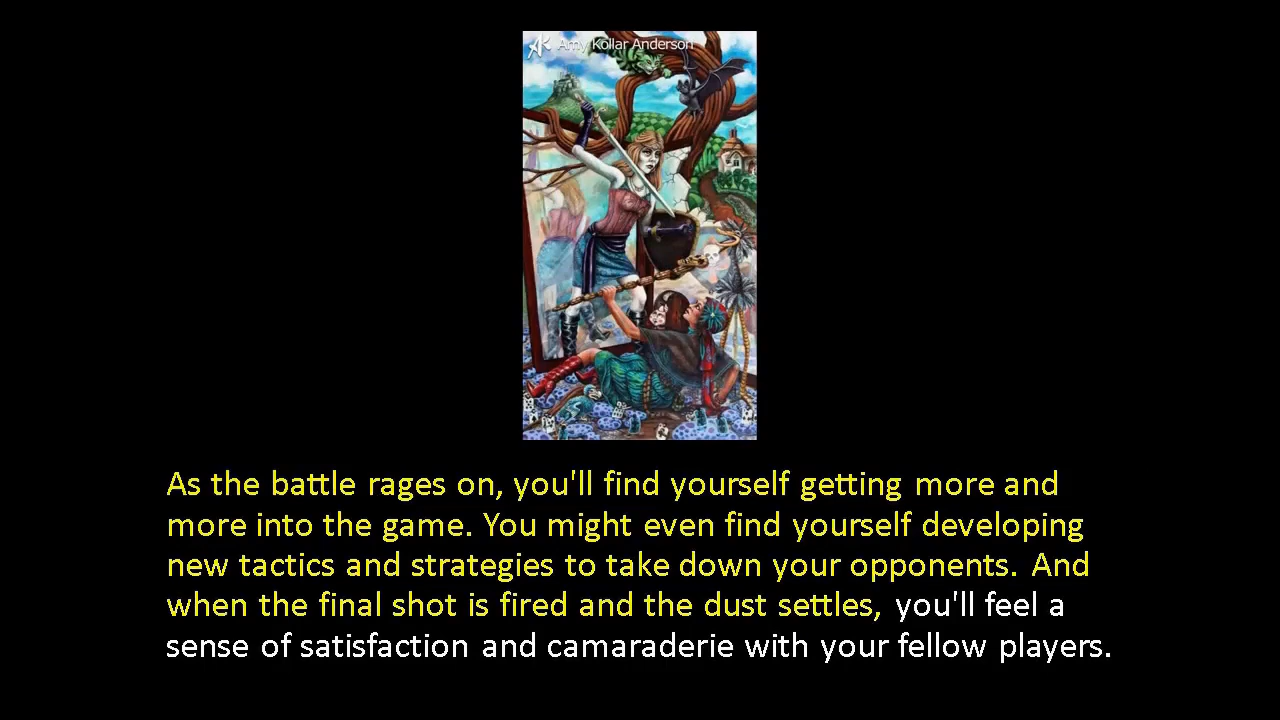 AK Amy Kollar Anderson
As the battle rages on, you'll find yourself getting more and
more into the game. You might even find yourself developing
new tactics and strategies to take down your opponents. And
when the final shot is fired and the dust settles, you'll feel a
sense of satisfaction and camaraderie with your fellow players.